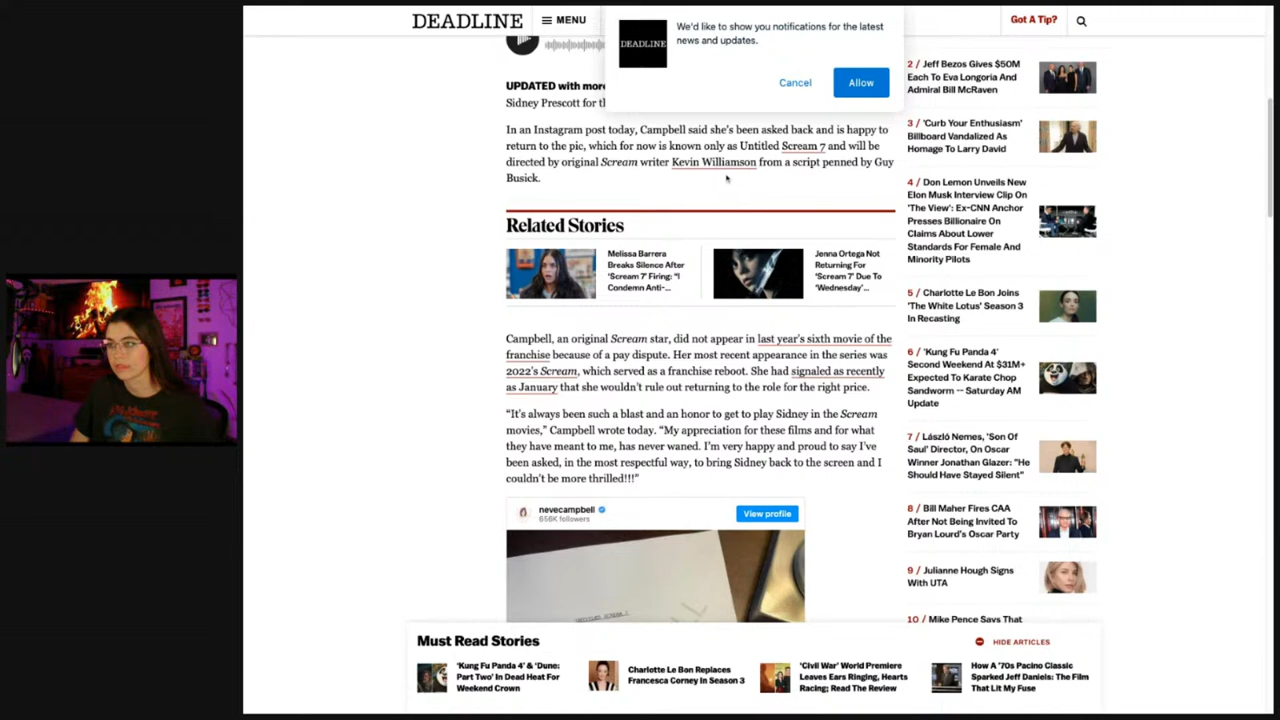 DEADLINE
MENU
DEADLINE
We'd like to show you notifications for the latest
news and updates.
Cancel
Allow
Got A Tip?
UPDATED with more
Sidney Prescott for th
In an Instagram post today, Campbell said she's been asked back and is happy to
return to the pic, which for now is known only as Untitled Scream 7 and will be
directed by original Scream writer Kevin Williamson from a script penned by Guy
Busick.
Related Stories
Melissa Barrera
Breaks Silence After
'Scream 7' Firing: "I
Condemn Anti-...
Jenna Ortega Not
Returning For
'Scream 7' Due To
'Wednesday'...
Campbell, an original Scream star, did not appear in last year's sixth movie of the
franchise because of a pay dispute. Her most recent appearance in the series was
2022's Scream, which served as a franchise reboot. She had signaled as recently
as January that she wouldn't rule out returning to the role for the right price.
"It's always been such a blast and an honor to get to play Sidney in the Scream
movies," Campbell wrote today. "My appreciation for these films and for what
they have meant to me, has never waned. I'm very happy and proud to say I've
been asked, in the most respectful way, to bring Sidney back to the screen and I
couldn't be more thrilled!!!"
nevecampbell
656K followers
View profile
2 / Jeff Bezos Gives $50M
Each To Eva Longoria And
Admiral Bill McRaven
3 / 'Curb Your Enthusiasm'
Billboard Vandalized As
Homage To Larry David
4 / Don Lemon Unveils New
Elon Musk Interview Clip On
'The View': Ex-CNN Anchor
Presses Billionaire On
Claims About Lower
Standards For Female And
Minority Pilots
5 / Charlotte Le Bon Joins
'The White Lotus' Season 3
In Recasting
6 / 'Kung Fu Panda 4'
Second Weekend At $31M+
Expected To Karate Chop
Sandworm -- Saturday AM
Update
7 / László Nemes, 'Son Of
Saul' Director, On Oscar
Winner Jonathan Glazer: "He
Should Have Stayed Silent"
8 / Bill Maher Fires CAA
After Not Being Invited To
Bryan Lourd's Oscar Party
9 / Julianne Hough Signs
With UTA
10 / Mike Pence Says That
Must Read Stories
HIDE ARTICLES
'Kung Fu Panda 4' & 'Dune:
Part Two' In Dead Heat For
Weekend Crown
Charlotte Le Bon Replaces
Francesca Corney In Season 3
'Civil War' World Premiere
Leaves Ears Ringing, Hearts
Racing; Read The Review
How A '70s Pacino Classic
Sparked Jeff Daniels: The Film
That Lit My Fuse